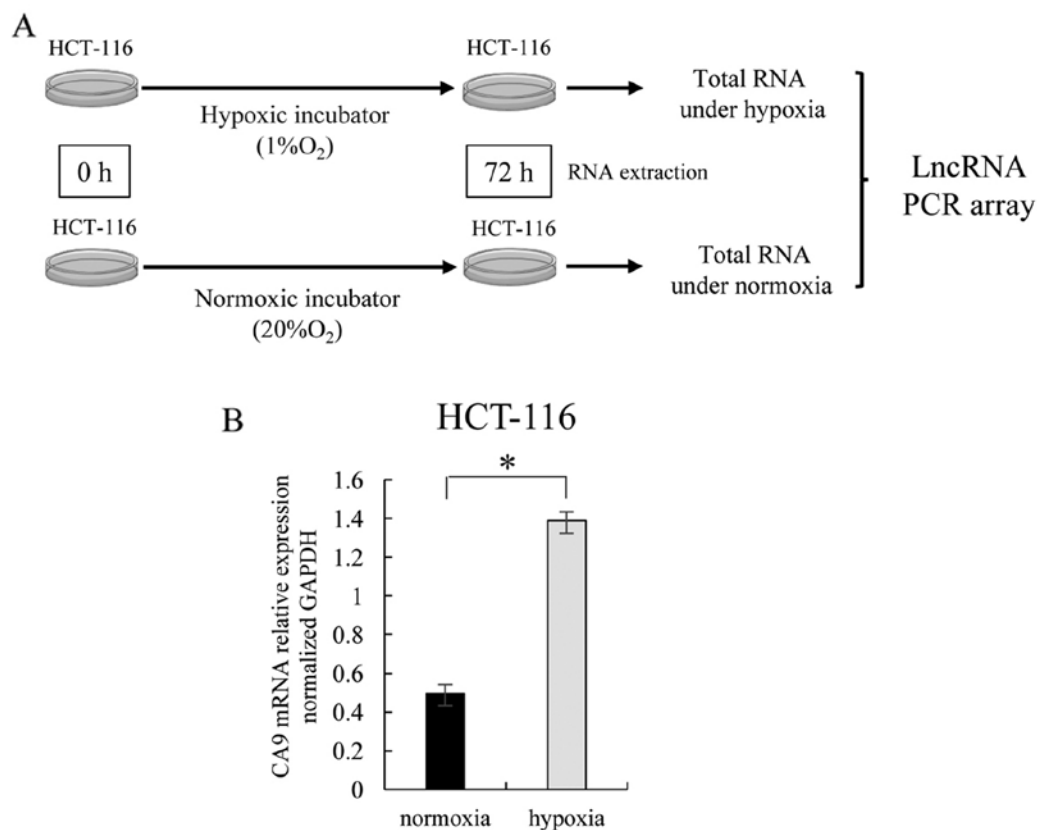 A
HCT-116
HCT-116
Hypoxic incubator
(1%O₂)
Total RNA
under hypoxia
0 h
72 h
RNA extraction
LncRNA
PCR array
HCT-116
HCT-116
Normoxic incubator
(20%O₂)
Total RNA
under normoxia
B
HCT-116
*
CA9 mRNA relative expression
normalized GAPDH
1.6
1.4
1.2
1
0.8
0.6
0.4
0.2
0
normoxia
hypoxia